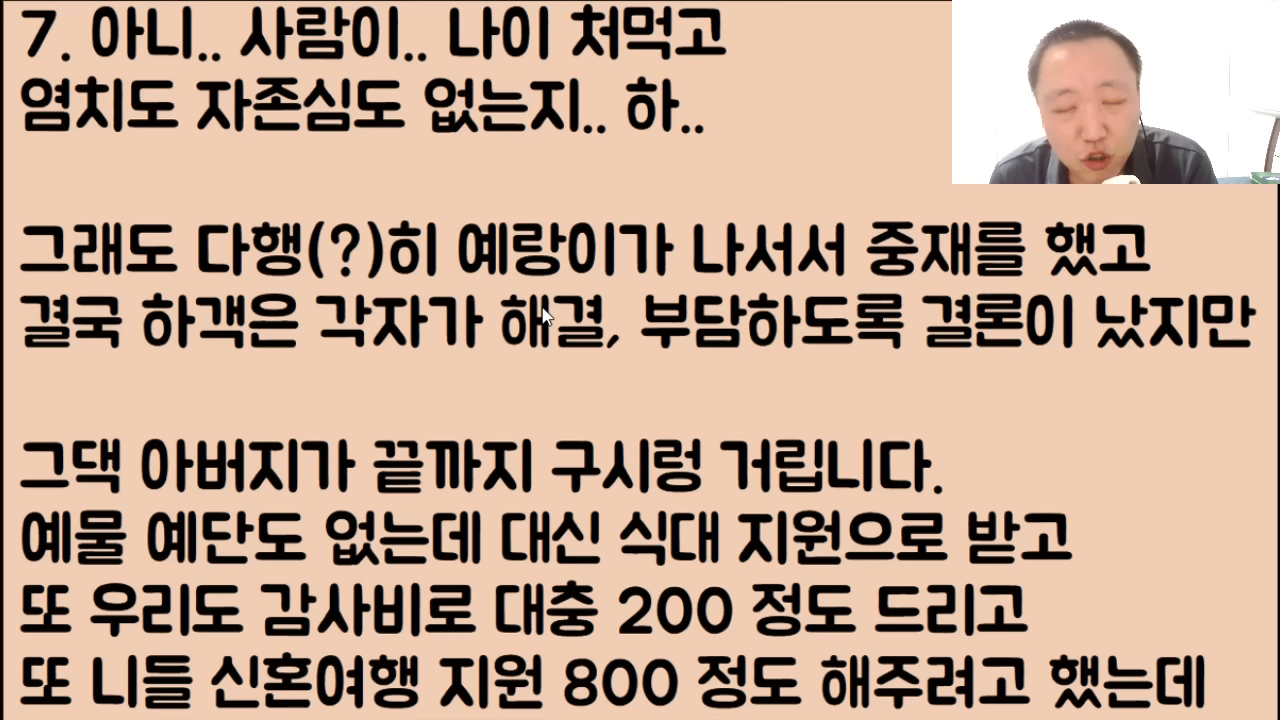 7. 아니.. 사람이.. 나이 처먹고
염치도 자존심도 없는지.. 하..
그래도 다행(?)히 예랑이가 나서서 중재를 했고
결국 하객은 각자가 해결, 부담하도록 결론이 났지만
그댁 아버지가 끝까지 구시렁 거립니다.
예물 예단도 없는데 대신 식대 지원으로 받고
또 우리도 감사비로 대충 200 정도 드리고
또 니들 신혼여행 지원 800 정도 해주려고 했는데